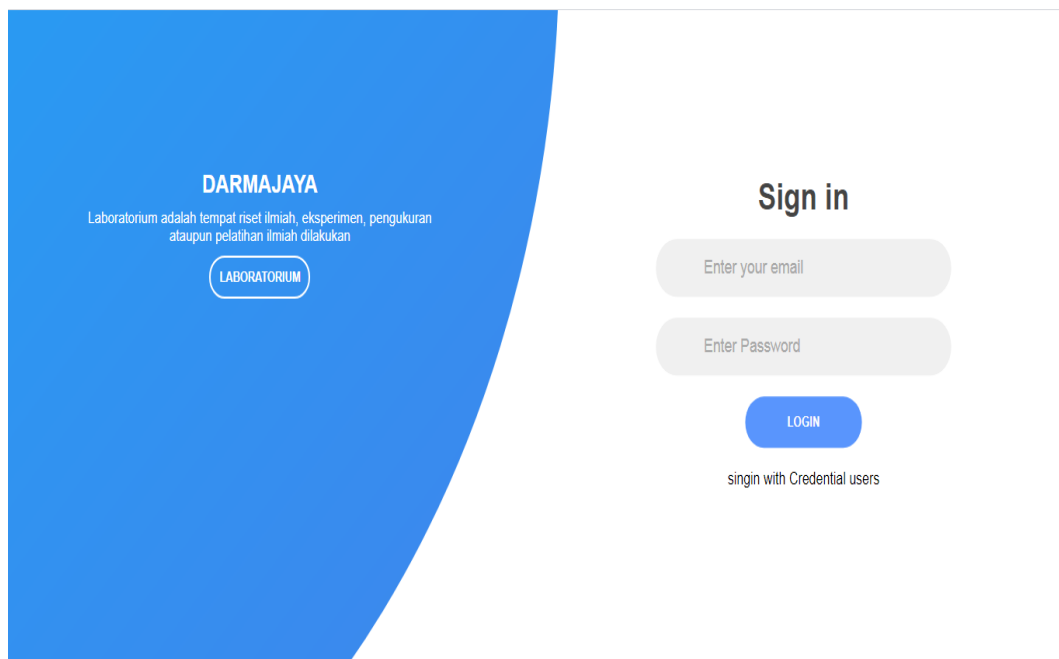 DARMAJAYA
Laboratorium adalah tempat riset ilmiah, eksperimen, pengukuran
ataupun pelatihan ilmiah dilakukan
LABORATORIUM
Sign in
Enter your email
Enter Password
LOGIN
singin with Credential users